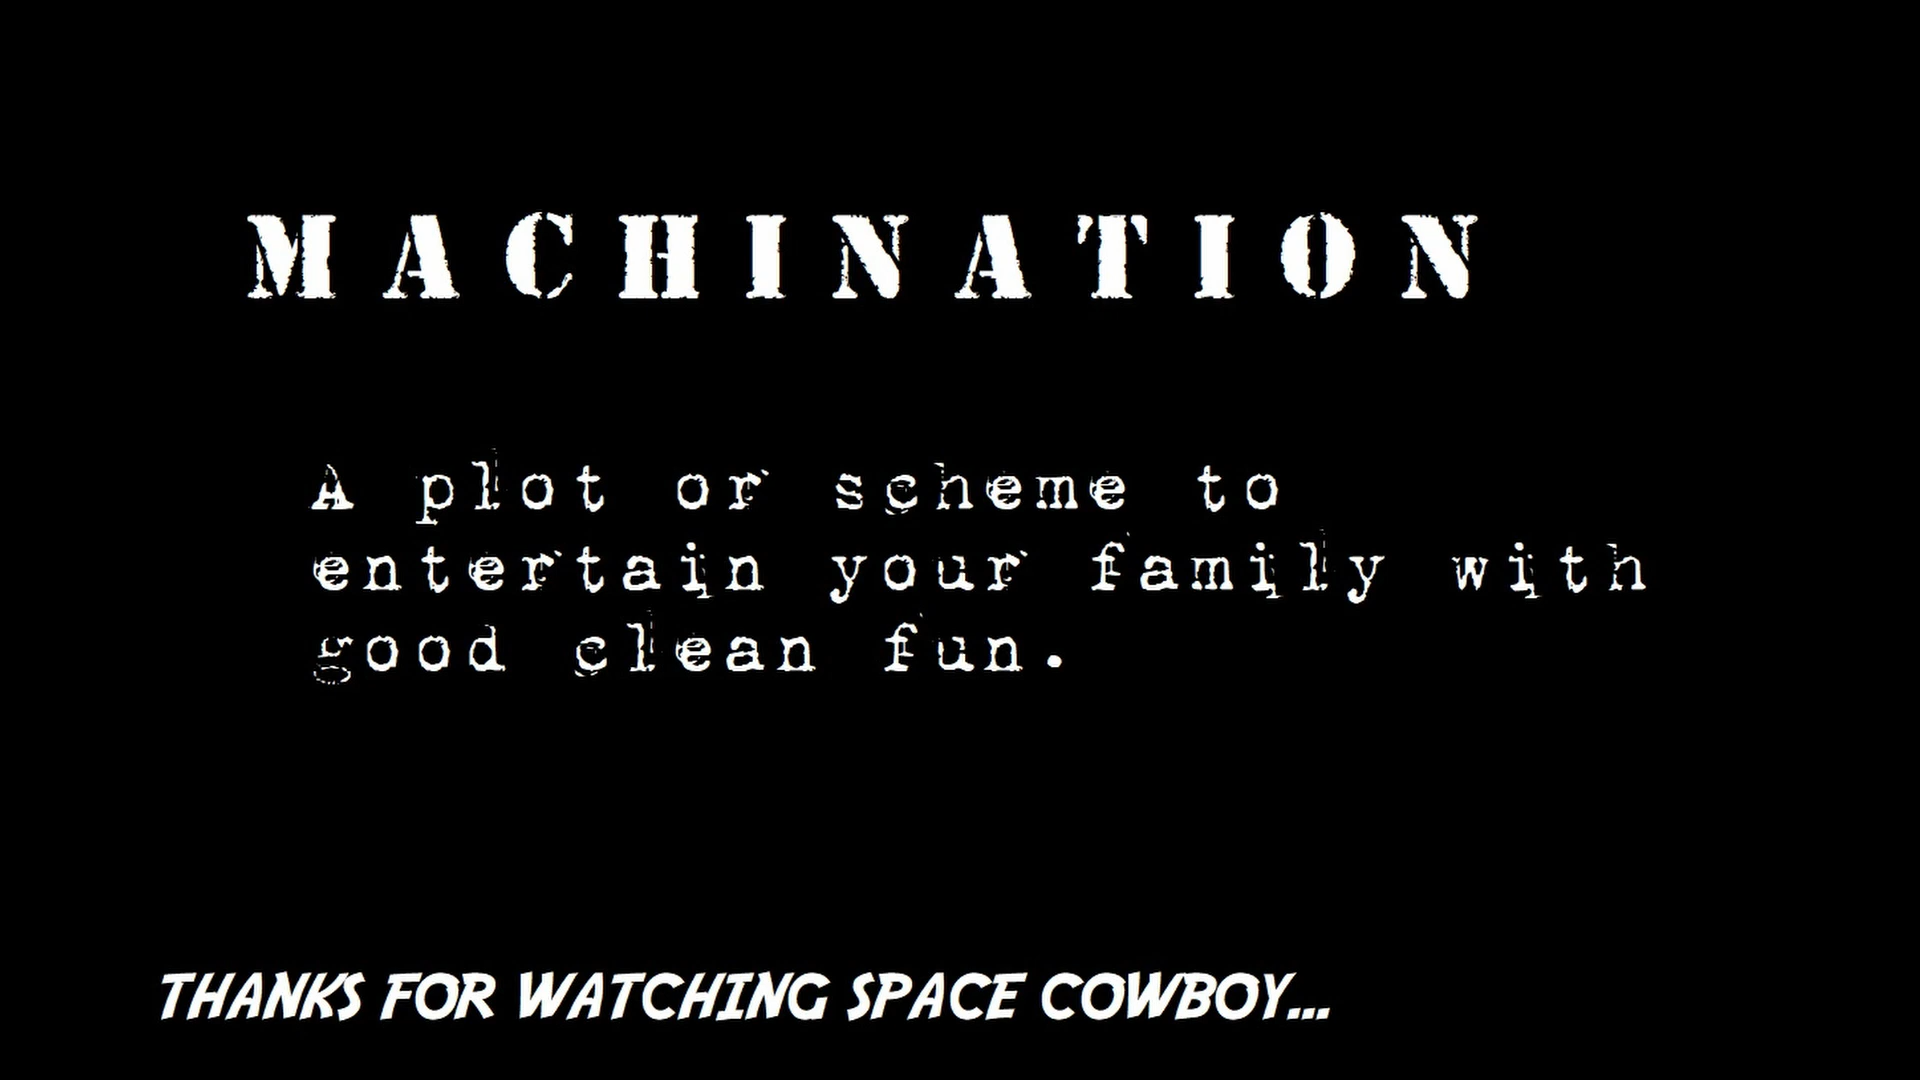 MACHINATION
A plot or scheme to
entertain your family with
good clean fun.
THANKS FOR WATCHING SPACE COWBOY...